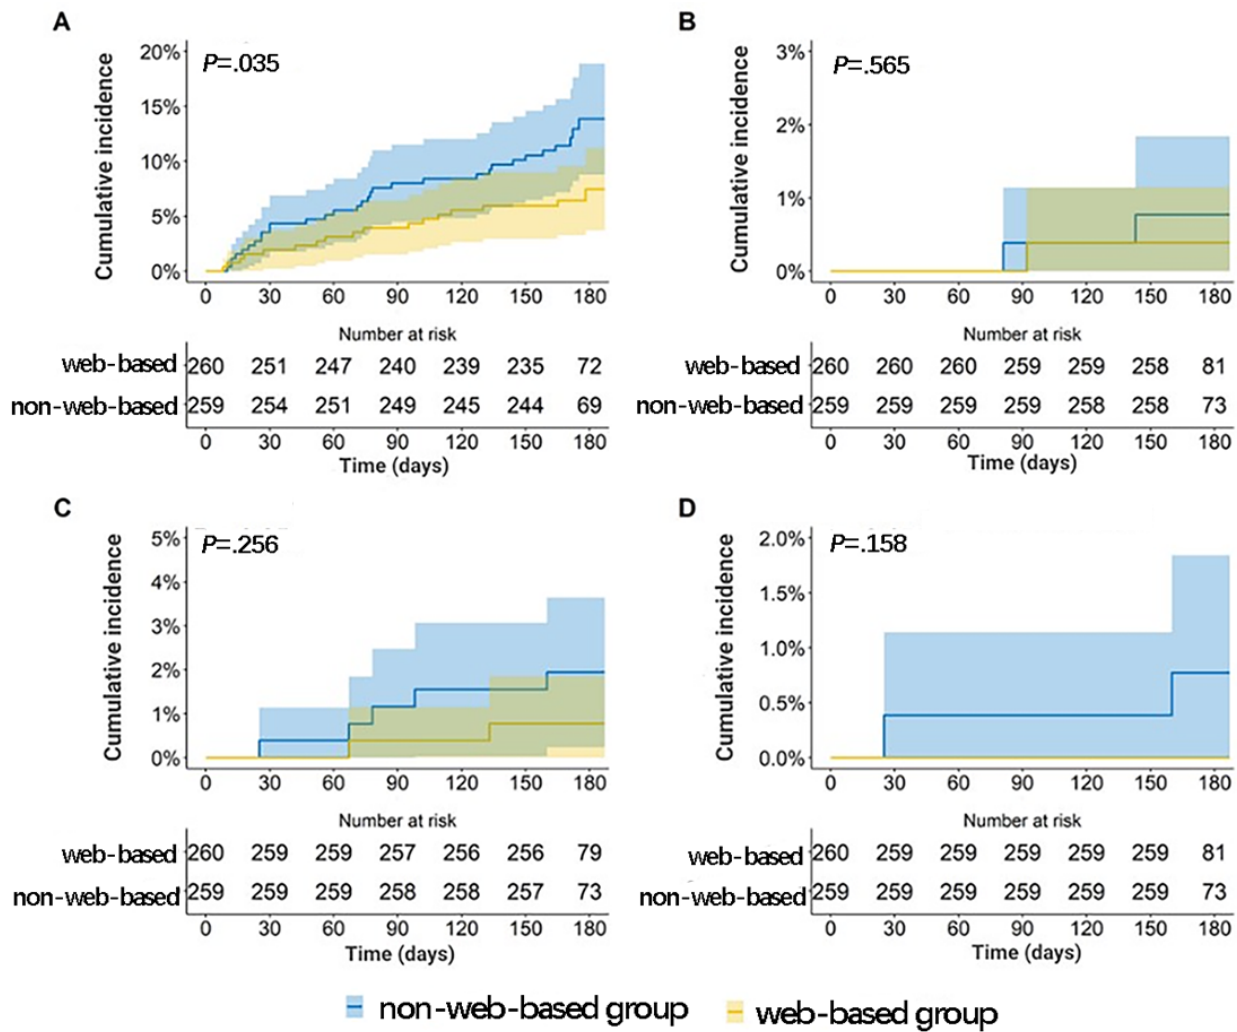 A
Cumulative incidence
20%
15%
10%
5%
0%
P=.035
0 30 60 90 120 150 180
Number at risk
web-based 260 251 247 240 239 235 72
non-web-based 259 254 251 249 245 244 69
0 30 60 90 120 150 180
Time (days)
B
Cumulative incidence
3%
2%
1%
0%
P=.565
0 30 60 90 120 150 180
Number at risk
web-based 260 260 260 259 259 258 81
non-web-based 259 259 259 259 258 258 73
0 30 60 90 120 150 180
Time (days)
C
Cumulative incidence
5%
4%
3%
2%
1%
0%
P=.256
0 30 60 90 120 150 180
Number at risk
web-based 260 259 259 257 256 256 79
non-web-based 259 259 259 258 258 257 73
0 30 60 90 120 150 180
Time (days)
D
Cumulative incidence
2.0%
1.5%
1.0%
0.5%
0.0%
P=.158
0 30 60 90 120 150 180
Number at risk
web-based 260 259 259 259 259 259 81
non-web-based 259 259 259 259 259 259 73
0 30 60 90 120 150 180
Time (days)
non-web-based group
web-based group